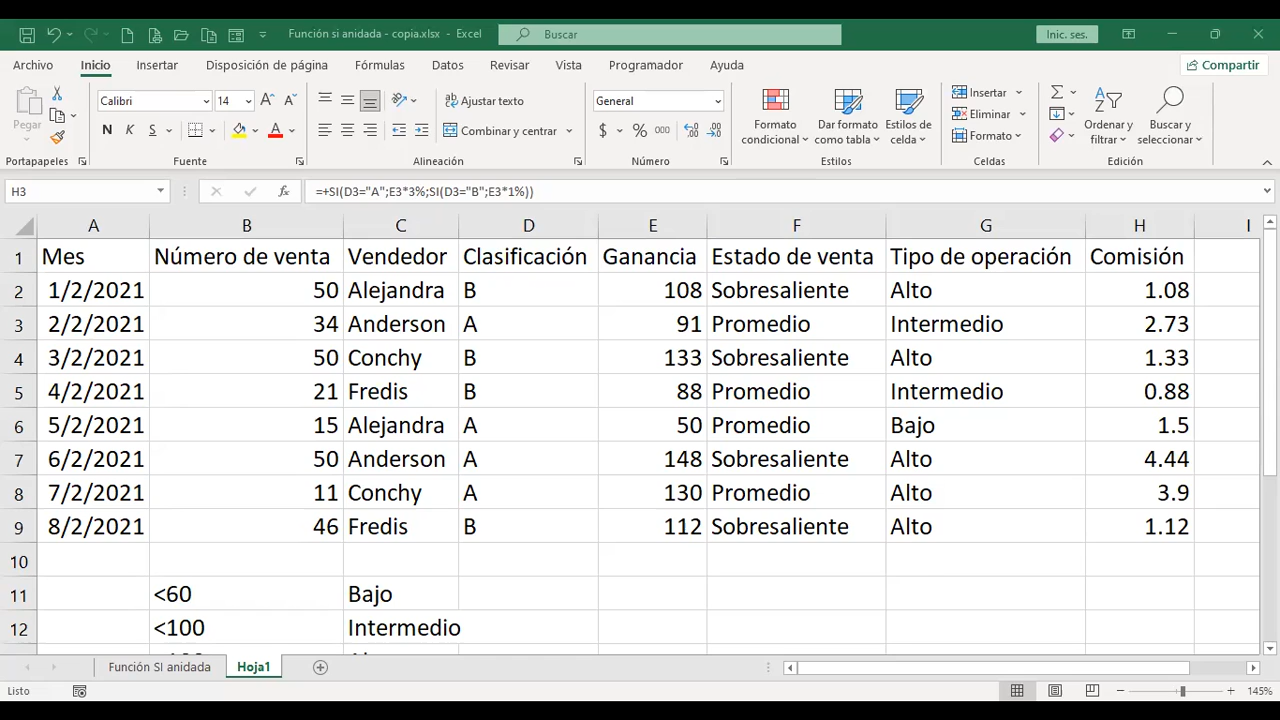 Función si anidada - copia.xlsx - Excel
Buscar
Inic. ses.
Archivo Inicio Insertar Disposición de página Fórmulas Datos Revisar Vista Programador Ayuda Compartir
Pegar
Calibri 14
N K S A
Ajustar texto
Combinar y centrar
General
$ % 000
Formato condicional
Dar formato como tabla
Estilos de celda
Insertar
Eliminar
Formato
Ordenar y filtrar
Buscar y seleccionar
Portapapeles Fuente Alineación Número Estilos Celdas Edición
H3 fx =+SI(D3="A";E3*3%;SI(D3="B";E3*1%))
A B C D E F G H I
1 Mes Número de venta Vendedor Clasificación Ganancia Estado de venta Tipo de operación Comisión
2 1/2/2021 50 Alejandra B 108 Sobresaliente Alto 1.08
3 2/2/2021 34 Anderson A 91 Promedio Intermedio 2.73
4 3/2/2021 50 Conchy B 133 Sobresaliente Alto 1.33
5 4/2/2021 21 Fredis B 88 Promedio Intermedio 0.88
6 5/2/2021 15 Alejandra A 50 Promedio Bajo 1.5
7 6/2/2021 50 Anderson A 148 Sobresaliente Alto 4.44
8 7/2/2021 11 Conchy A 130 Promedio Alto 3.9
9 8/2/2021 46 Fredis B 112 Sobresaliente Alto 1.12
10
11 <60 Bajo
12 <100 Intermedio
Función SI anidada Hoja1
Listo 145%